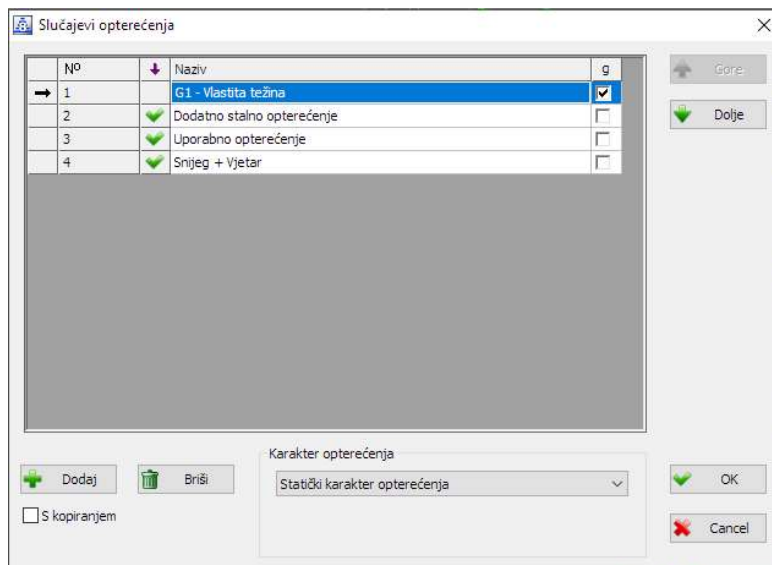 Slučajevi opterećenja
Nº Naziv g
1 G1 - Vlastita težina
2 Dodatno stalno opterećenje
3 Uporabno opterećenje
4 Snijeg + Vjetar
Gore
Dolje
Karakter opterećenja
Dodaj Briši Statički karakter opterećenja OK
S kopiranjem
Cancel